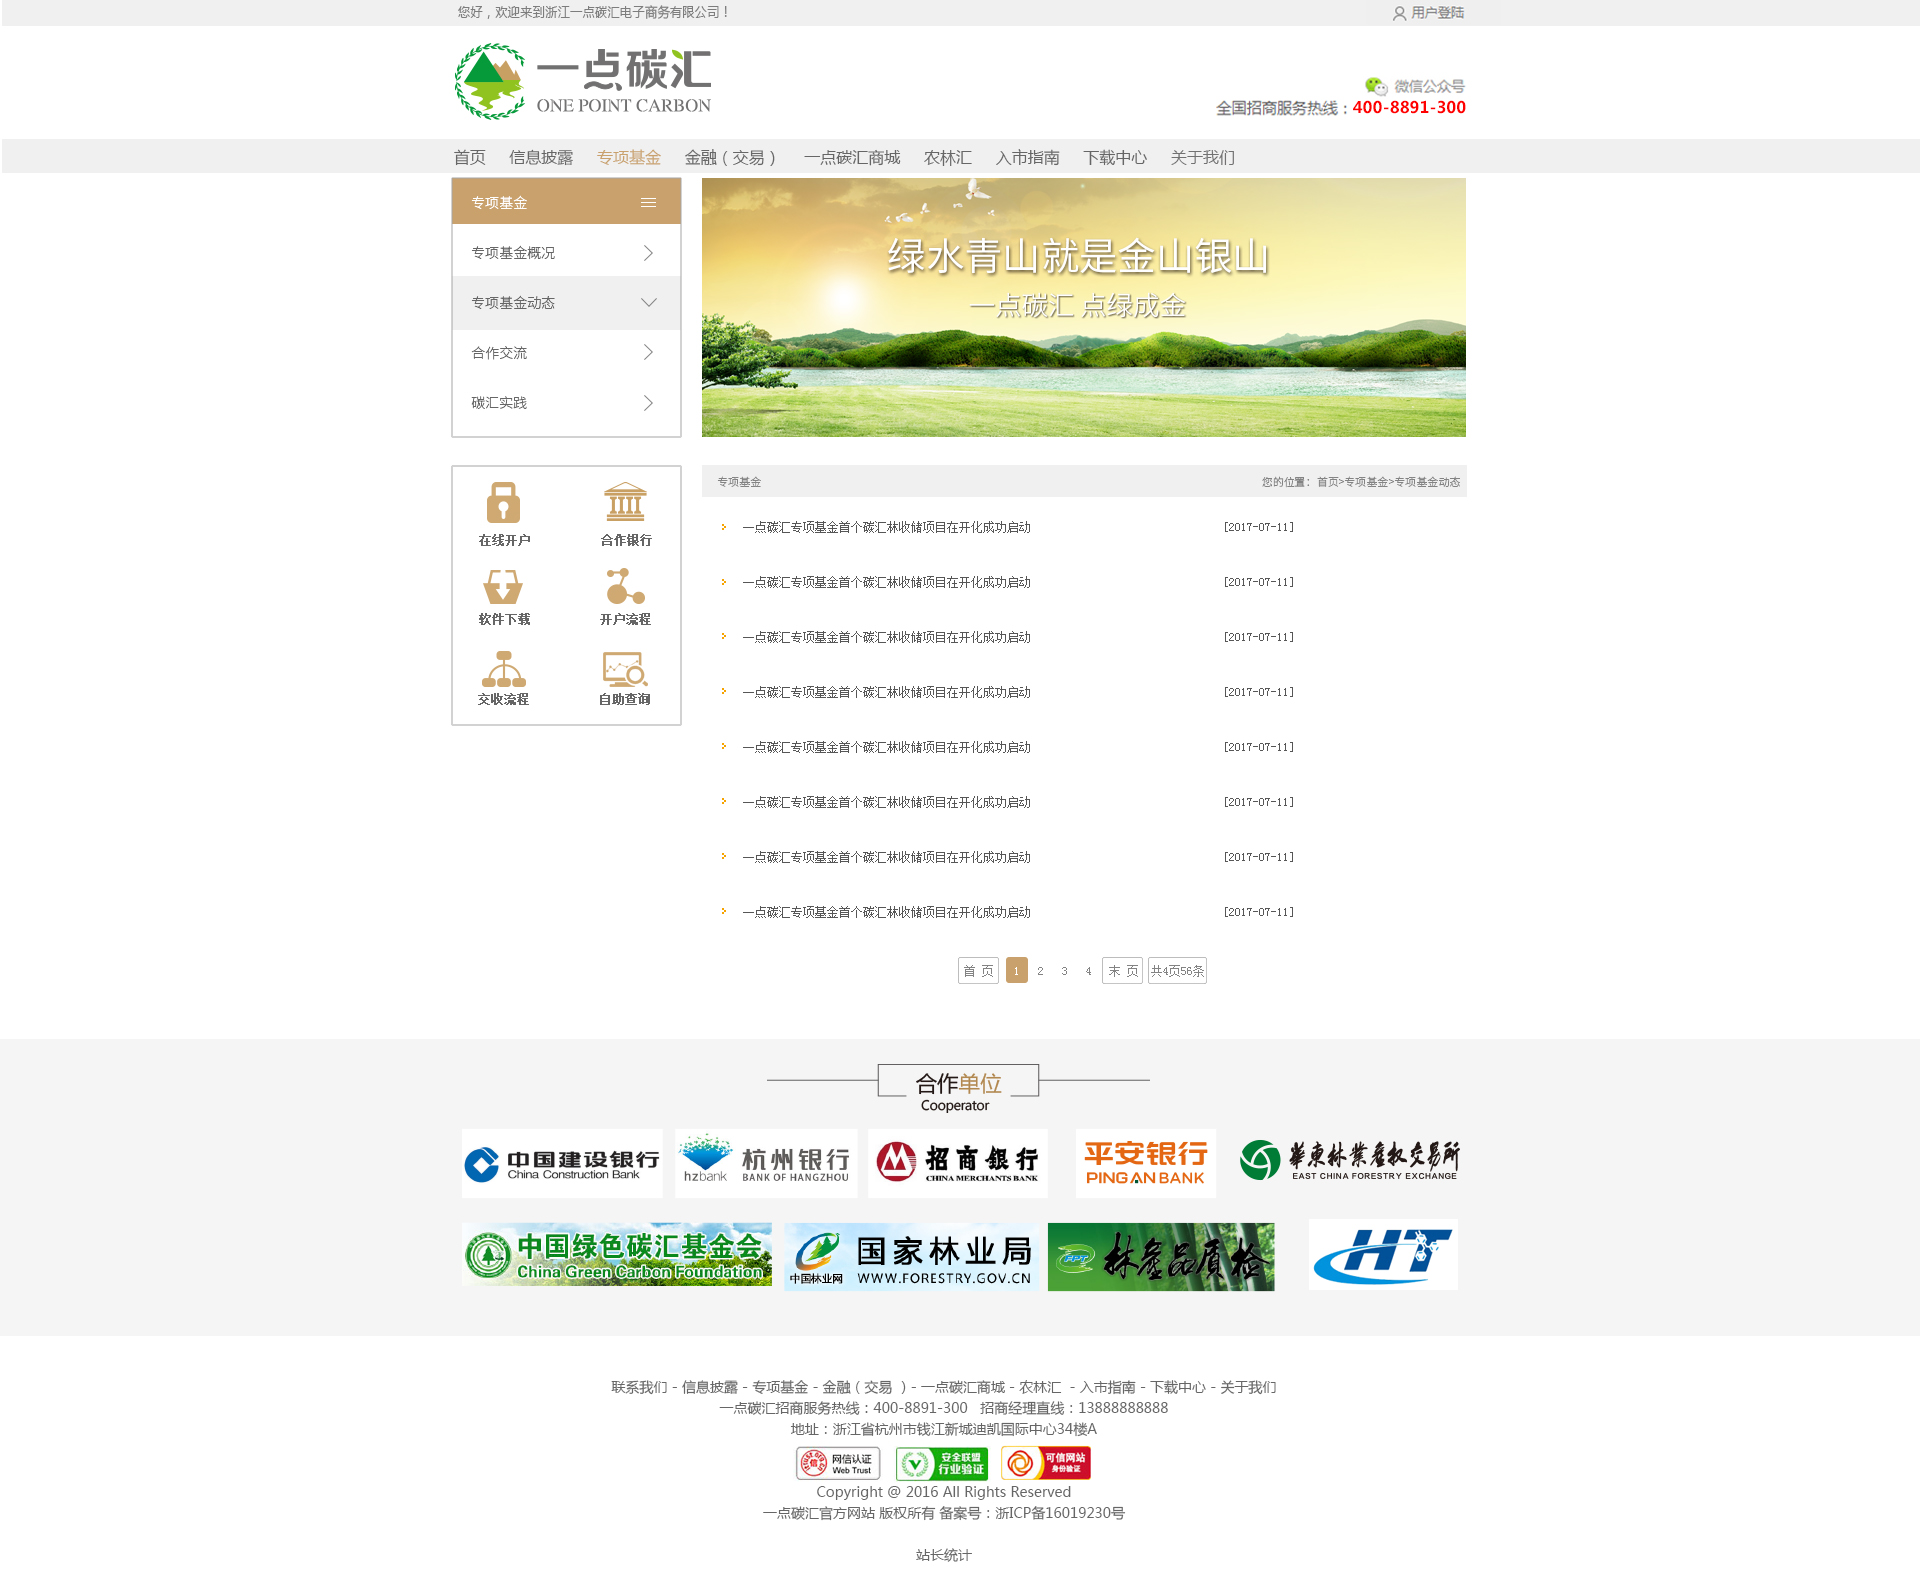 您好，欢迎来到浙江一点碳汇电子商务有限公司！
用户登陆
一点碳汇
ONE POINT CARBON
微信公众号
全国招商服务热线：400-8891-300
首页 信息披露 专项基金 金融（交易） 一点碳汇商城 农林汇 入市指南 下载中心 关于我们
专项基金
专项基金概况
专项基金动态
合作交流
碳汇实践
绿水青山就是金山银山
一点碳汇 点绿成金
在线开户 合作银行
软件下载 开户流程
交收流程 自助查询
专项基金 您的位置：首页>专项基金>专项基金动态
一点碳汇专项基金首个碳汇林收储项目在开化成功启动 [2017-07-11]
一点碳汇专项基金首个碳汇林收储项目在开化成功启动 [2017-07-11]
一点碳汇专项基金首个碳汇林收储项目在开化成功启动 [2017-07-11]
一点碳汇专项基金首个碳汇林收储项目在开化成功启动 [2017-07-11]
一点碳汇专项基金首个碳汇林收储项目在开化成功启动 [2017-07-11]
一点碳汇专项基金首个碳汇林收储项目在开化成功启动 [2017-07-11]
一点碳汇专项基金首个碳汇林收储项目在开化成功启动 [2017-07-11]
一点碳汇专项基金首个碳汇林收储项目在开化成功启动 [2017-07-11]
首 页 1 2 3 4 末 页 共4页56条
合作单位
Cooperator
中国建设银行
China Construction Bank
hzbank
杭州银行
BANK OF HANGZHOU
招商银行
CHINA MERCHANTS BANK
平安银行
PING AN BANK
華東林業產权交易所
EAST CHINA FORESTRY EXCHANGE
中国绿色碳汇基金会
China Green Carbon Foundation
中国林业网
国家林业局
WWW.FORESTRY.GOV.CN
FPT
林产品质检
HT
联系我们 - 信息披露 - 专项基金 - 金融（交易 ）- 一点碳汇商城 - 农林汇 - 入市指南 - 下载中心 - 关于我们
一点碳汇招商服务热线：400-8891-300 招商经理直线：13888888888
地址：浙江省杭州市钱江新城迪凯国际中心34楼A
网信认证
Web Trust
安全联盟
行业验证
可信网站
身份验证
Copyright @ 2016 All Rights Reserved
一点碳汇官方网站 版权所有 备案号：浙ICP备16019230号
站长统计